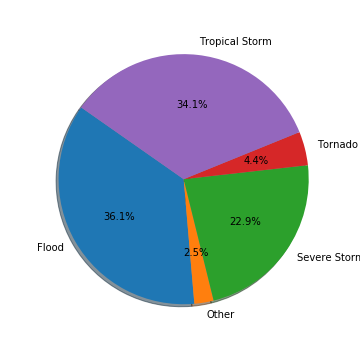 Tropical Storm
34.1%
Tornado
4.4%
36.1%
22.9%
Flood
2.5%
Severe Storm
Other